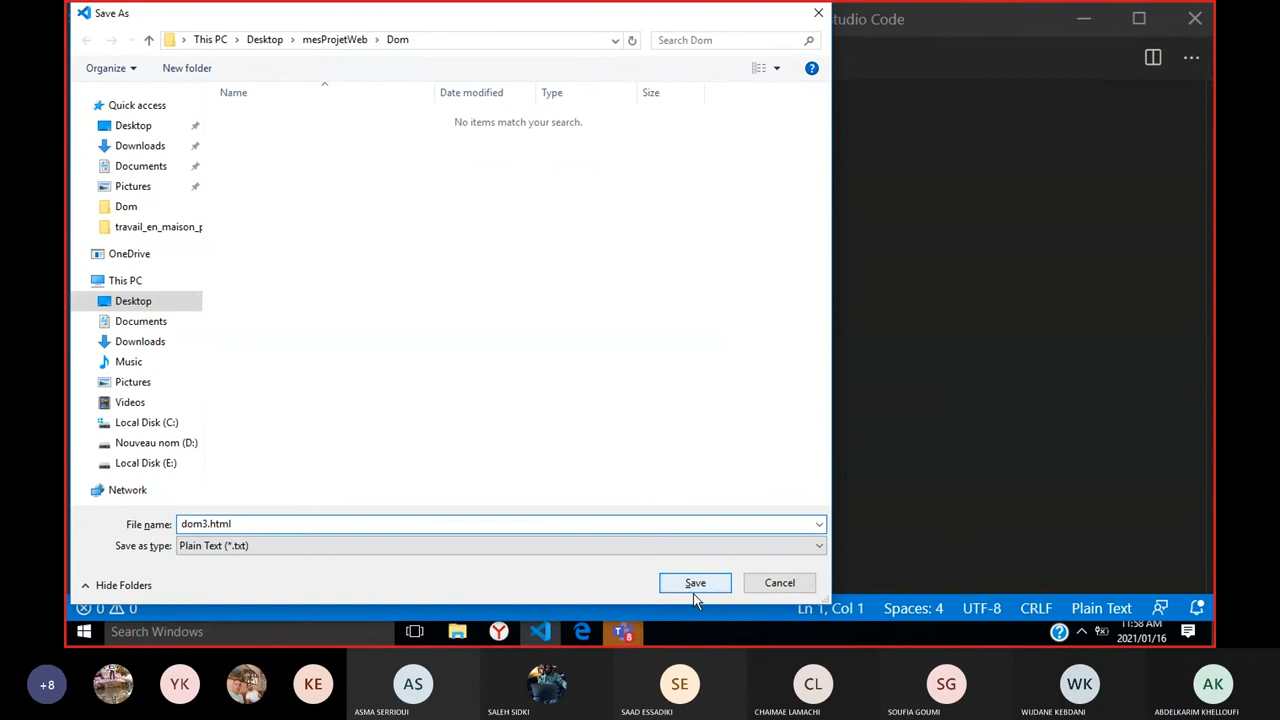 Save As
tudio Code
This PC
Desktop
mesProjetWeb
Dom
Search Dom
Organize
New folder
Name
Date modified
Type
Size
No items match your search.
Quick access
Desktop
Downloads
Documents
Pictures
Dom
travail_en_maison_p
OneDrive
This PC
Desktop
Documents
Downloads
Music
Pictures
Videos
Local Disk (C:)
Nouveau nom (D:)
Local Disk (E:)
Network
File name: dom3.html
Save as type: Plain Text (*.txt)
Hide Folders
Save
Cancel
0 0
Ln 1, Col 1 Spaces: 4 UTF-8 CRLF Plain Text
Search Windows
8
11:58 AM
2021/01/16
+8
YK
KE
AS
SE
CL
SG
WK
AK
ASMA SERRIOUI
SALEH SIDKI
SAAD ESSADIKI
CHAIMAE LAMACHI
SOUFIA GOUMI
WIJDANE KEBDANI
ABDELKARIM KHELLOUFI